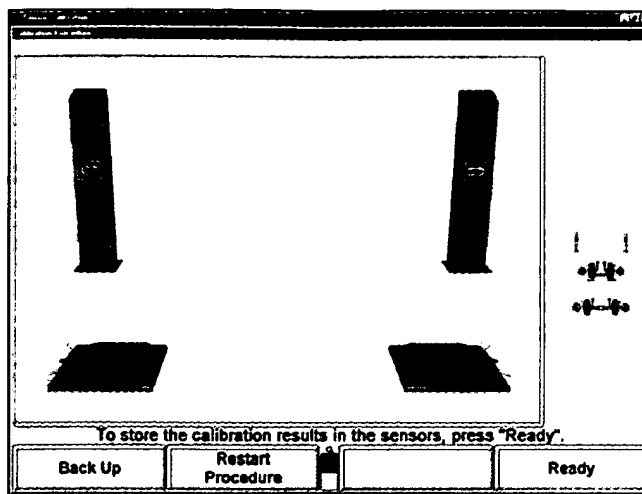 To store the calibration results in the sensors, press "Ready".
Back Up
Restart
Procedure
Ready